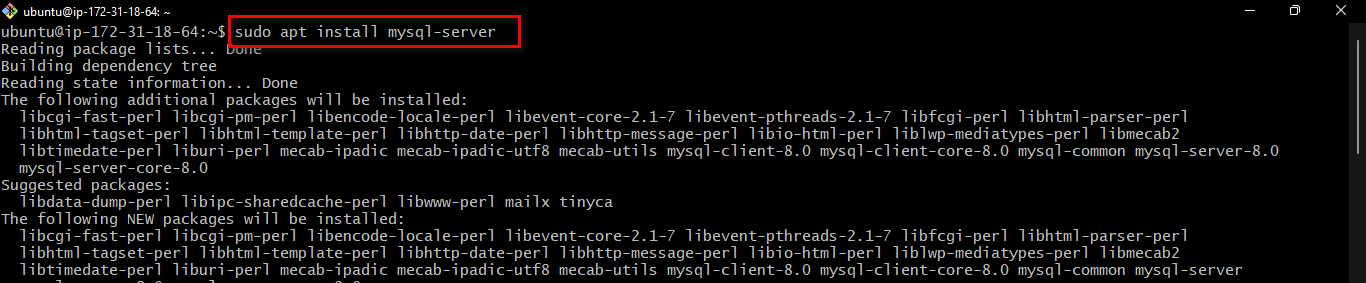 ubuntu@ip-172-31-18-64: ~
ubuntu@ip-172-31-18-64:~$ sudo apt install mysql-server
Reading package lists... Done
Building dependency tree
Reading state information... Done
The following additional packages will be installed:
libcgi-fast-perl libcgi-pm-perl libencode-locale-perl libevent-core-2.1-7 libevent-pthreads-2.1-7 libfcgi-perl libhtml-parser-perl
libhtml-tagset-perl libhtml-template-perl libhttp-date-perl libhttp-message-perl libio-html-perl liblwp-mediatypes-perl libmecab2
libtimedate-perl liburi-perl mecab-ipadic mecab-ipadic-utf8 mecab-utils mysql-client-8.0 mysql-client-core-8.0 mysql-common mysql-server-8.0
mysql-server-core-8.0
Suggested packages:
libdata-dump-perl libipc-sharedcache-perl libwww-perl mailx tinyca
The following NEW packages will be installed:
libcgi-fast-perl libcgi-pm-perl libencode-locale-perl libevent-core-2.1-7 libevent-pthreads-2.1-7 libfcgi-perl libhtml-parser-perl
libhtml-tagset-perl libhtml-template-perl libhttp-date-perl libhttp-message-perl libio-html-perl liblwp-mediatypes-perl libmecab2
libtimedate-perl liburi-perl mecab-ipadic mecab-ipadic-utf8 mecab-utils mysql-client-8.0 mysql-client-core-8.0 mysql-common mysql-server